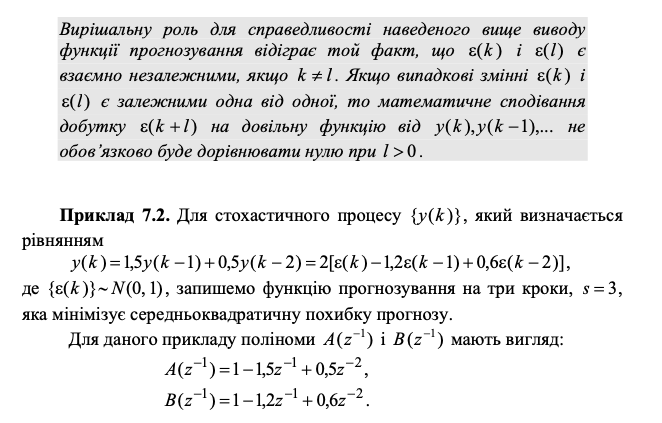 Вирішальну роль для справедливості наведеного вище виводу
функції прогнозування відіграє той факт, що ε(k) і ε(l) є
взаємно незалежними, якщо k ≠ l. Якщо випадкові змінні ε(k) і
ε(l) є залежними одна від одної, то математичне сподівання
добутку ε(k + l) на довільну функцію від y(k), y(k − 1),... не
обов’язково буде дорівнювати нулю при l > 0.
Приклад 7.2. Для стохастичного процесу {y(k)}, який визначається
рівнянням
y(k) = 1,5y(k − 1) + 0,5y(k − 2) = 2[ε(k) − 1,2ε(k − 1) + 0,6ε(k − 2)],
де {ε(k)} ~ N(0, 1), запишемо функцію прогнозування на три кроки, s = 3,
яка мінімізує середньоквадратичну похибку прогнозу.
Для даного прикладу поліноми A(z⁻¹) і B(z⁻¹) мають вигляд:
A(z⁻¹) = 1 − 1,5z⁻¹ + 0,5z⁻²,
B(z⁻¹) = 1 − 1,2z⁻¹ + 0,6z⁻².